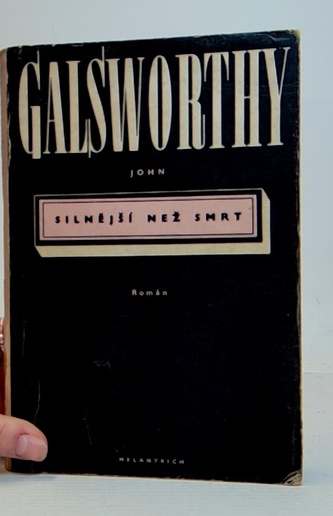 GALSWORTHY
JOHN
SILNĚJŠÍ NEŽ SMRT
Román
MELANTRICH